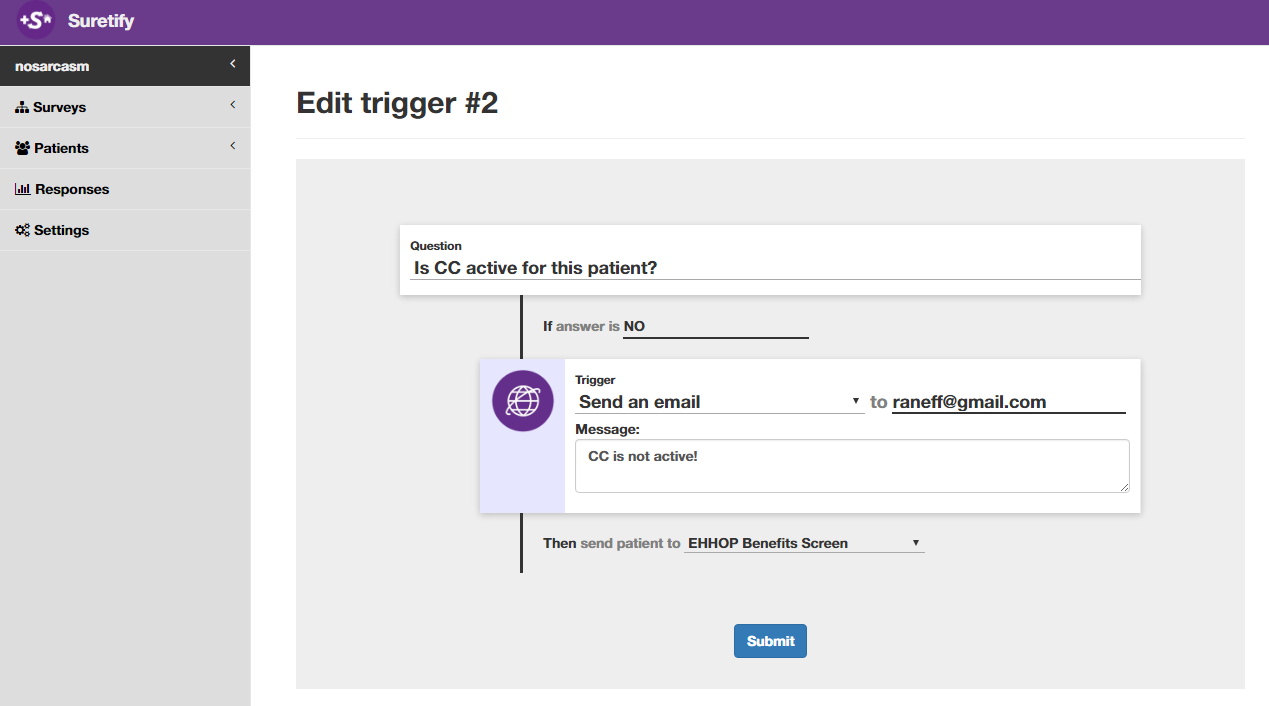 +S
Suretify
nosarcasm
Surveys
Patients
Responses
Settings
Edit trigger #2
Question
Is CC active for this patient?
If answer is NO
Trigger
Send an email to raneff@gmail.com
Message:
CC is not active!
Then send patient to EHHOP Benefits Screen
Submit